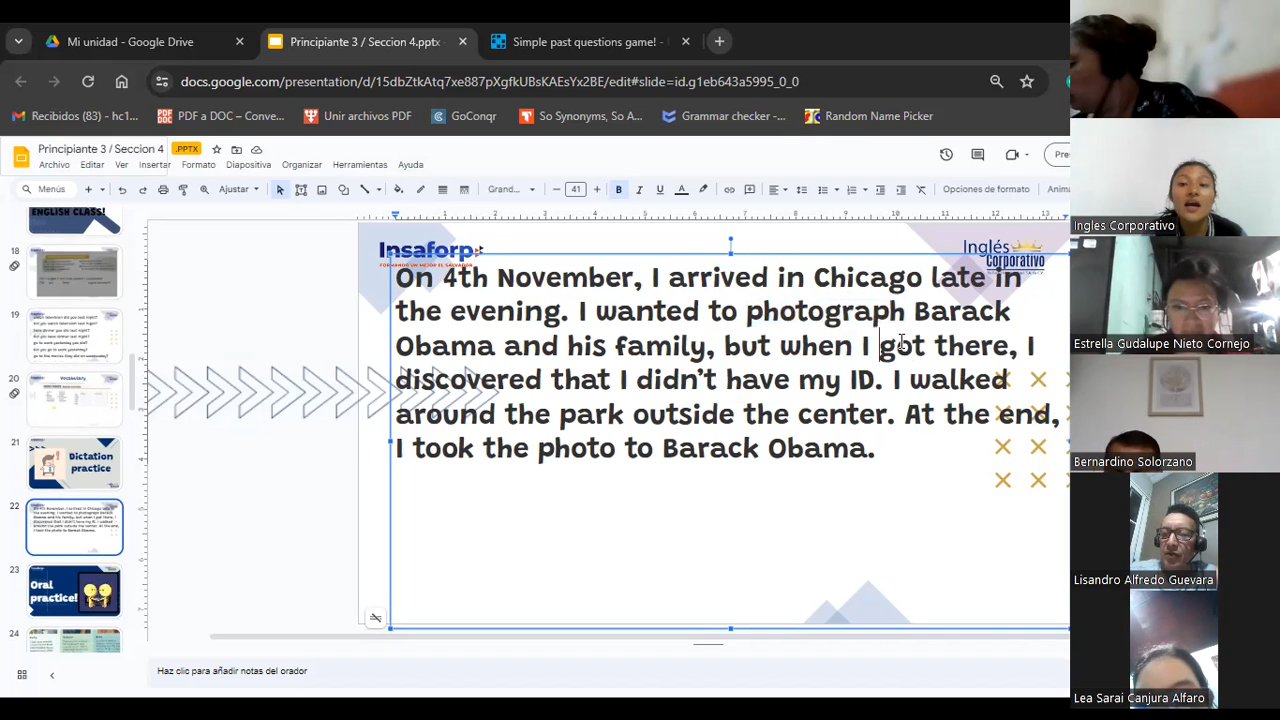 Mi unidad - Google Drive
Principiante 3 / Seccion 4.pptx
Simple past questions game! -
docs.google.com/presentation/d/15dbZtkAtq7xe887pXgfkUBsKAEsYx2BE/edit#slide=id.g1eb643a5995_0_0
Recibidos (83) - hc1...
PDF a DOC – Conve...
Unir archivos PDF
GoConqr
So Synonyms, So A...
Grammar checker -...
Random Name Picker
Principiante 3 / Seccion 4
.PPTX
Archivo Editar Ver Insertar Formato Diapositiva Organizar Herramientas Ayuda
Menús
Ajustar
Grand...
41
Opciones de formato
Anima
ENGLISH CLASS!
18
19
20
Vocabulary
21
Dictation
practice
22
23
Oral
practice!
24
Insaforp
FORMANDO UN MEJOR EL SALVADOR
Inglés
Corporativo
On 4th November, I arrived in Chicago late in
the evening. I wanted to photograph Barack
Obama and his family, but when I got there, I
discovered that I didn't have my ID. I walked
around the park outside the center. At the end,
I took the photo to Barack Obama.
Haz clic para añadir notas del orador
Ingles Corporativo
Estrella Gudalupe Nieto Cornejo
Bernardino Solorzano
Lisandro Alfredo Guevara
Lea Sarai Canjura Alfaro